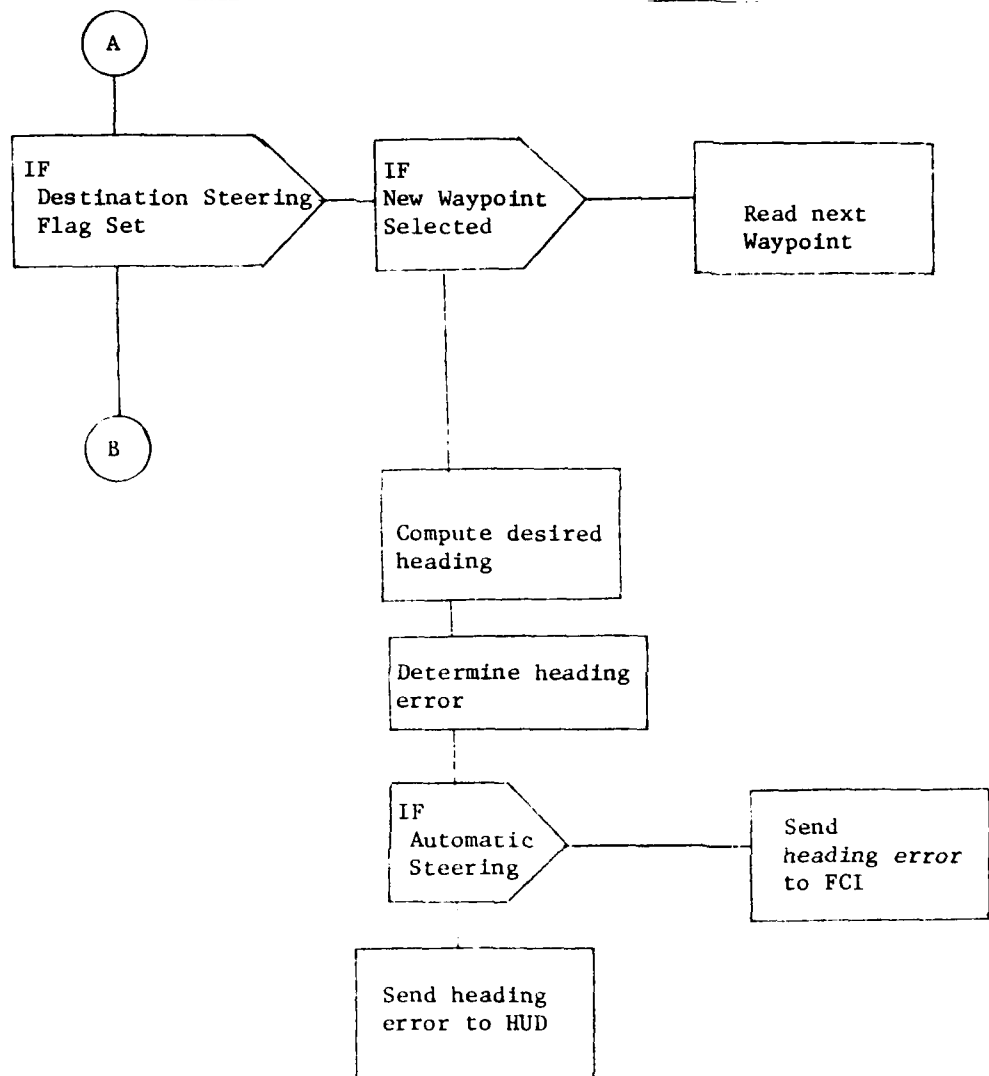 A
IF
Destination Steering
Flag Set
IF
New Waypoint
Selected
Read next
Waypoint
B
Compute desired
heading
Determine heading
error
IF
Automatic
Steering
Send
heading error
to FCI
Send heading
error to HUD